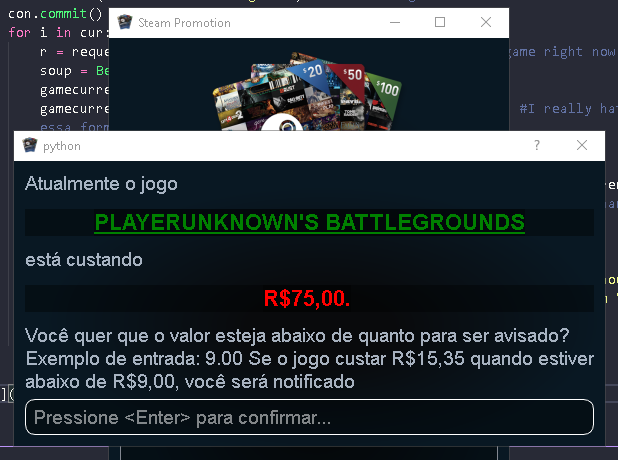 con.commit()
Steam Promotion
for i in cur:
r = reque
game right now
soup = Be
$20
$50
$100
gamecurre
gamecurre
#I really hat
essa form
python
?
Atualmente o jogo
PLAYERUNKNOWN'S BATTLEGROUNDS
está custando
R$75,00.
Você quer que o valor esteja abaixo de quanto para ser avisado?
Exemplo de entrada: 9.00 Se o jogo custar R$15,35 quando estiver
abaixo de R$9,00, você será notificado
](
Pressione <Enter> para confirmar...